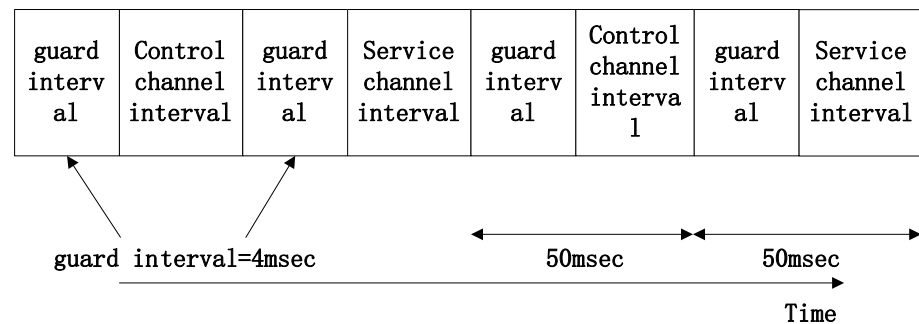 guard
interv
al
Control
channel
interval
guard
interv
al
Service
channel
interval
guard
interv
al
Control
channel
interva
l
guard
interv
al
Service
channel
interval
guard interval=4msec
50msec
50msec
Time